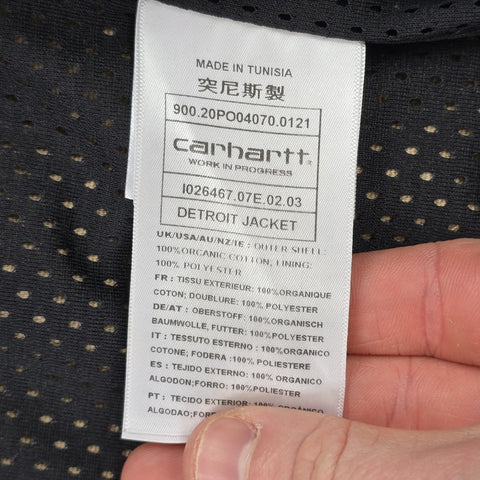 MADE IN TUNISIA
突尼斯製
900.20PO04070.0121
carhartt
WORK IN PROGRESS
I026467.07E.02.03
DETROIT JACKET
UK/USA/AU/NZ/IE : OUTER SHELL:
100%ORGANIC COTTON, LINING:
100% POLYESTER
FR : TISSU EXTERIEUR: 100%ORGANIQUE
COTON; DOUBLURE: 100% POLYESTER
DE/AT : OBERSTOFF: 100%ORGANISCH
BAUMWOLLE, FUTTER: 100%POLYESTER
IT : TESSUTO ESTERNO : 100%ORGANICO
COTONE; FODERA :100%POLIESTERE
ES : TEJIDO EXTERNO: 100%ORGANICO
ALGODON;FORRO: 100%POLIESTER
PT : TECIDO EXTERIOR: 100%ORGÂNICO
ALGODAO;FORRO: